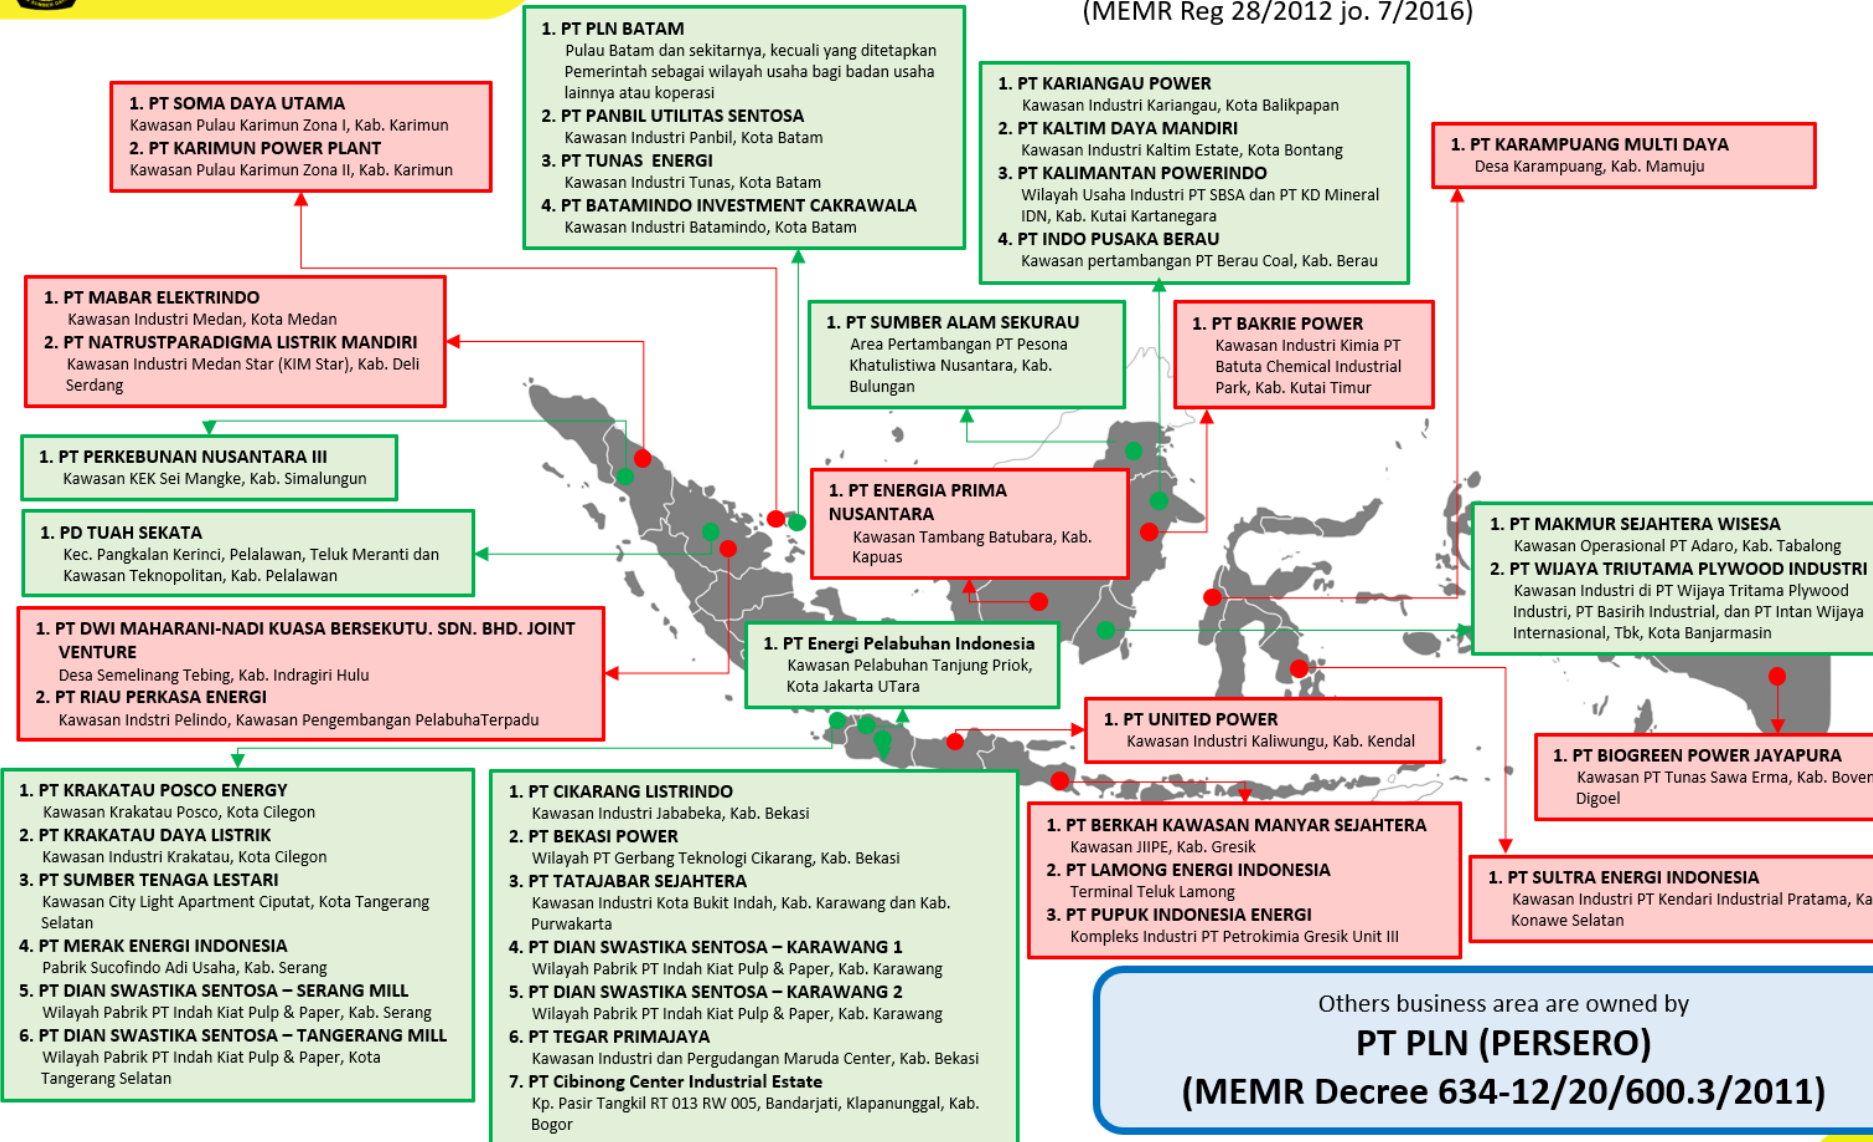 (MEMR Reg 28/2012 jo. 7/2016)
1. PT PLN BATAM
Pulau Batam dan sekitarnya, kecuali yang ditetapkan
Pemerintah sebagai wilayah usaha bagi badan usaha
lainnya atau koperasi
2. PT PANBIL UTILITAS SENTOSA
Kawasan Industri Panbil, Kota Batam
3. PT TUNAS ENERGI
Kawasan Industri Tunas, Kota Batam
4. PT BATAMINDO INVESTMENT CAKRAWALA
Kawasan Industri Batamindo, Kota Batam
1. PT KARIANGAU POWER
Kawasan Industri Kariangau, Kota Balikpapan
2. PT KALTIM DAYA MANDIRI
Kawasan Industri Kaltim Estate, Kota Bontang
3. PT KALIMANTAN POWERINDO
Wilayah Usaha Industri PT SBSA dan PT KD Mineral
IDN, Kab. Kutai Kartanegara
4. PT INDO PUSAKA BERAU
Kawasan pertambangan PT Berau Coal, Kab. Berau
1. PT SOMA DAYA UTAMA
Kawasan Pulau Karimun Zona I, Kab. Karimun
2. PT KARIMUN POWER PLANT
Kawasan Pulau Karimun Zona II, Kab. Karimun
1. PT KARAMPUANG MULTI DAYA
Desa Karampuang, Kab. Mamuju
1. PT MABAR ELEKTRINDO
Kawasan Industri Medan, Kota Medan
2. PT NATRUSTPARADIGMA LISTRIK MANDIRI
Kawasan Industri Medan Star (KIM Star), Kab. Deli
Serdang
1. PT SUMBER ALAM SEKURAU
Area Pertambangan PT Pesona
Khatulistiwa Nusantara, Kab.
Bulungan
1. PT BAKRIE POWER
Kawasan Industri Kimia PT
Batuta Chemical Industrial
Park, Kab. Kutai Timur
1. PT PERKEBUNAN NUSANTARA III
Kawasan KEK Sei Mangke, Kab. Simalungun
1. PT ENERGIA PRIMA
NUSANTARA
Kawasan Tambang Batubara, Kab.
Kapuas
1. PD TUAH SEKATA
Kec. Pangkalan Kerinci, Pelalawan, Teluk Meranti dan
Kawasan Teknopolitan, Kab. Pelalawan
1. PT MAKMUR SEJAHTERA WISESA
Kawasan Operasional PT Adaro, Kab. Tabalong
2. PT WIJAYA TRIUTAMA PLYWOOD INDUSTRI
Kawasan Industri di PT Wijaya Tritama Plywood
Industri, PT Basirih Industrial, dan PT Intan Wijaya
Internasional, Tbk, Kota Banjarmasin
1. PT DWI MAHARANI-NADI KUASA BERSEKUTU. SDN. BHD. JOINT
VENTURE
Desa Semelinang Tebing, Kab. Indragiri Hulu
2. PT RIAU PERKASA ENERGI
Kawasan Indstri Pelindo, Kawasan Pengembangan PelabuhaTerpadu
1. PT Energi Pelabuhan Indonesia
Kawasan Pelabuhan Tanjung Priok,
Kota Jakarta UTara
1. PT UNITED POWER
Kawasan Industri Kaliwungu, Kab. Kendal
1. PT BIOGREEN POWER JAYAPURA
Kawasan PT Tunas Sawa Erma, Kab. Boven
Digoel
1. PT KRAKATAU POSCO ENERGY
Kawasan Krakatau Posco, Kota Cilegon
2. PT KRAKATAU DAYA LISTRIK
Kawasan Industri Krakatau, Kota Cilegon
3. PT SUMBER TENAGA LESTARI
Kawasan City Light Apartment Ciputat, Kota Tangerang
Selatan
4. PT MERAK ENERGI INDONESIA
Pabrik Sucofindo Adi Usaha, Kab. Serang
5. PT DIAN SWASTIKA SENTOSA – SERANG MILL
Wilayah Pabrik PT Indah Kiat Pulp & Paper, Kab. Serang
6. PT DIAN SWASTIKA SENTOSA – TANGERANG MILL
Wilayah Pabrik PT Indah Kiat Pulp & Paper, Kota
Tangerang Selatan
1. PT CIKARANG LISTRINDO
Kawasan Industri Jababeka, Kab. Bekasi
2. PT BEKASI POWER
Wilayah PT Gerbang Teknologi Cikarang, Kab. Bekasi
3. PT TATAJABAR SEJAHTERA
Kawasan Industri Kota Bukit Indah, Kab. Karawang dan Kab.
Purwakarta
4. PT DIAN SWASTIKA SENTOSA – KARAWANG 1
Wilayah Pabrik PT Indah Kiat Pulp & Paper, Kab. Karawang
5. PT DIAN SWASTIKA SENTOSA – KARAWANG 2
Wilayah Pabrik PT Indah Kiat Pulp & Paper, Kab. Karawang
6. PT TEGAR PRIMAJAYA
Kawasan Industri dan Pergudangan Maruda Center, Kab. Bekasi
7. PT Cibinong Center Industrial Estate
Kp. Pasir Tangkil RT 013 RW 005, Bandarjati, Klapanunggal, Kab.
Bogor
1. PT BERKAH KAWASAN MANYAR SEJAHTERA
Kawasan JIIPE, Kab. Gresik
2. PT LAMONG ENERGI INDONESIA
Terminal Teluk Lamong
3. PT PUPUK INDONESIA ENERGI
Kompleks Industri PT Petrokimia Gresik Unit III
1. PT SULTRA ENERGI INDONESIA
Kawasan Industri PT Kendari Industrial Pratama, Ka
Konawe Selatan
Others business area are owned by
PT PLN (PERSERO)
(MEMR Decree 634-12/20/600.3/2011)